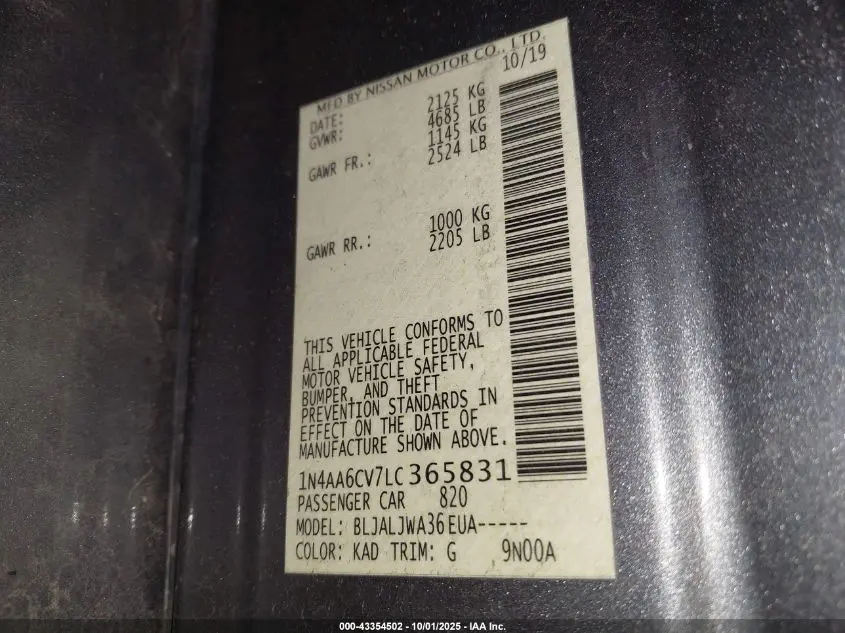 MFD BY NISSAN MOTOR CO., LTD.
DATE: 10/19
GVWR: 2125 KG
4685 LB
GAWR FR.: 1145 KG
2524 LB
GAWR RR.: 1000 KG
2205 LB
THIS VEHICLE CONFORMS TO
ALL APPLICABLE FEDERAL
MOTOR VEHICLE SAFETY,
BUMPER, AND THEFT
PREVENTION STANDARDS IN
EFFECT ON THE DATE OF
MANUFACTURE SHOWN ABOVE.
1N4AA6CV7LC365831
PASSENGER CAR 820
MODEL: BLJALJWA36EUA-----
COLOR: KAD TRIM: G 9N00A
000-43354502 - 10/01/2025 - IAA Inc.